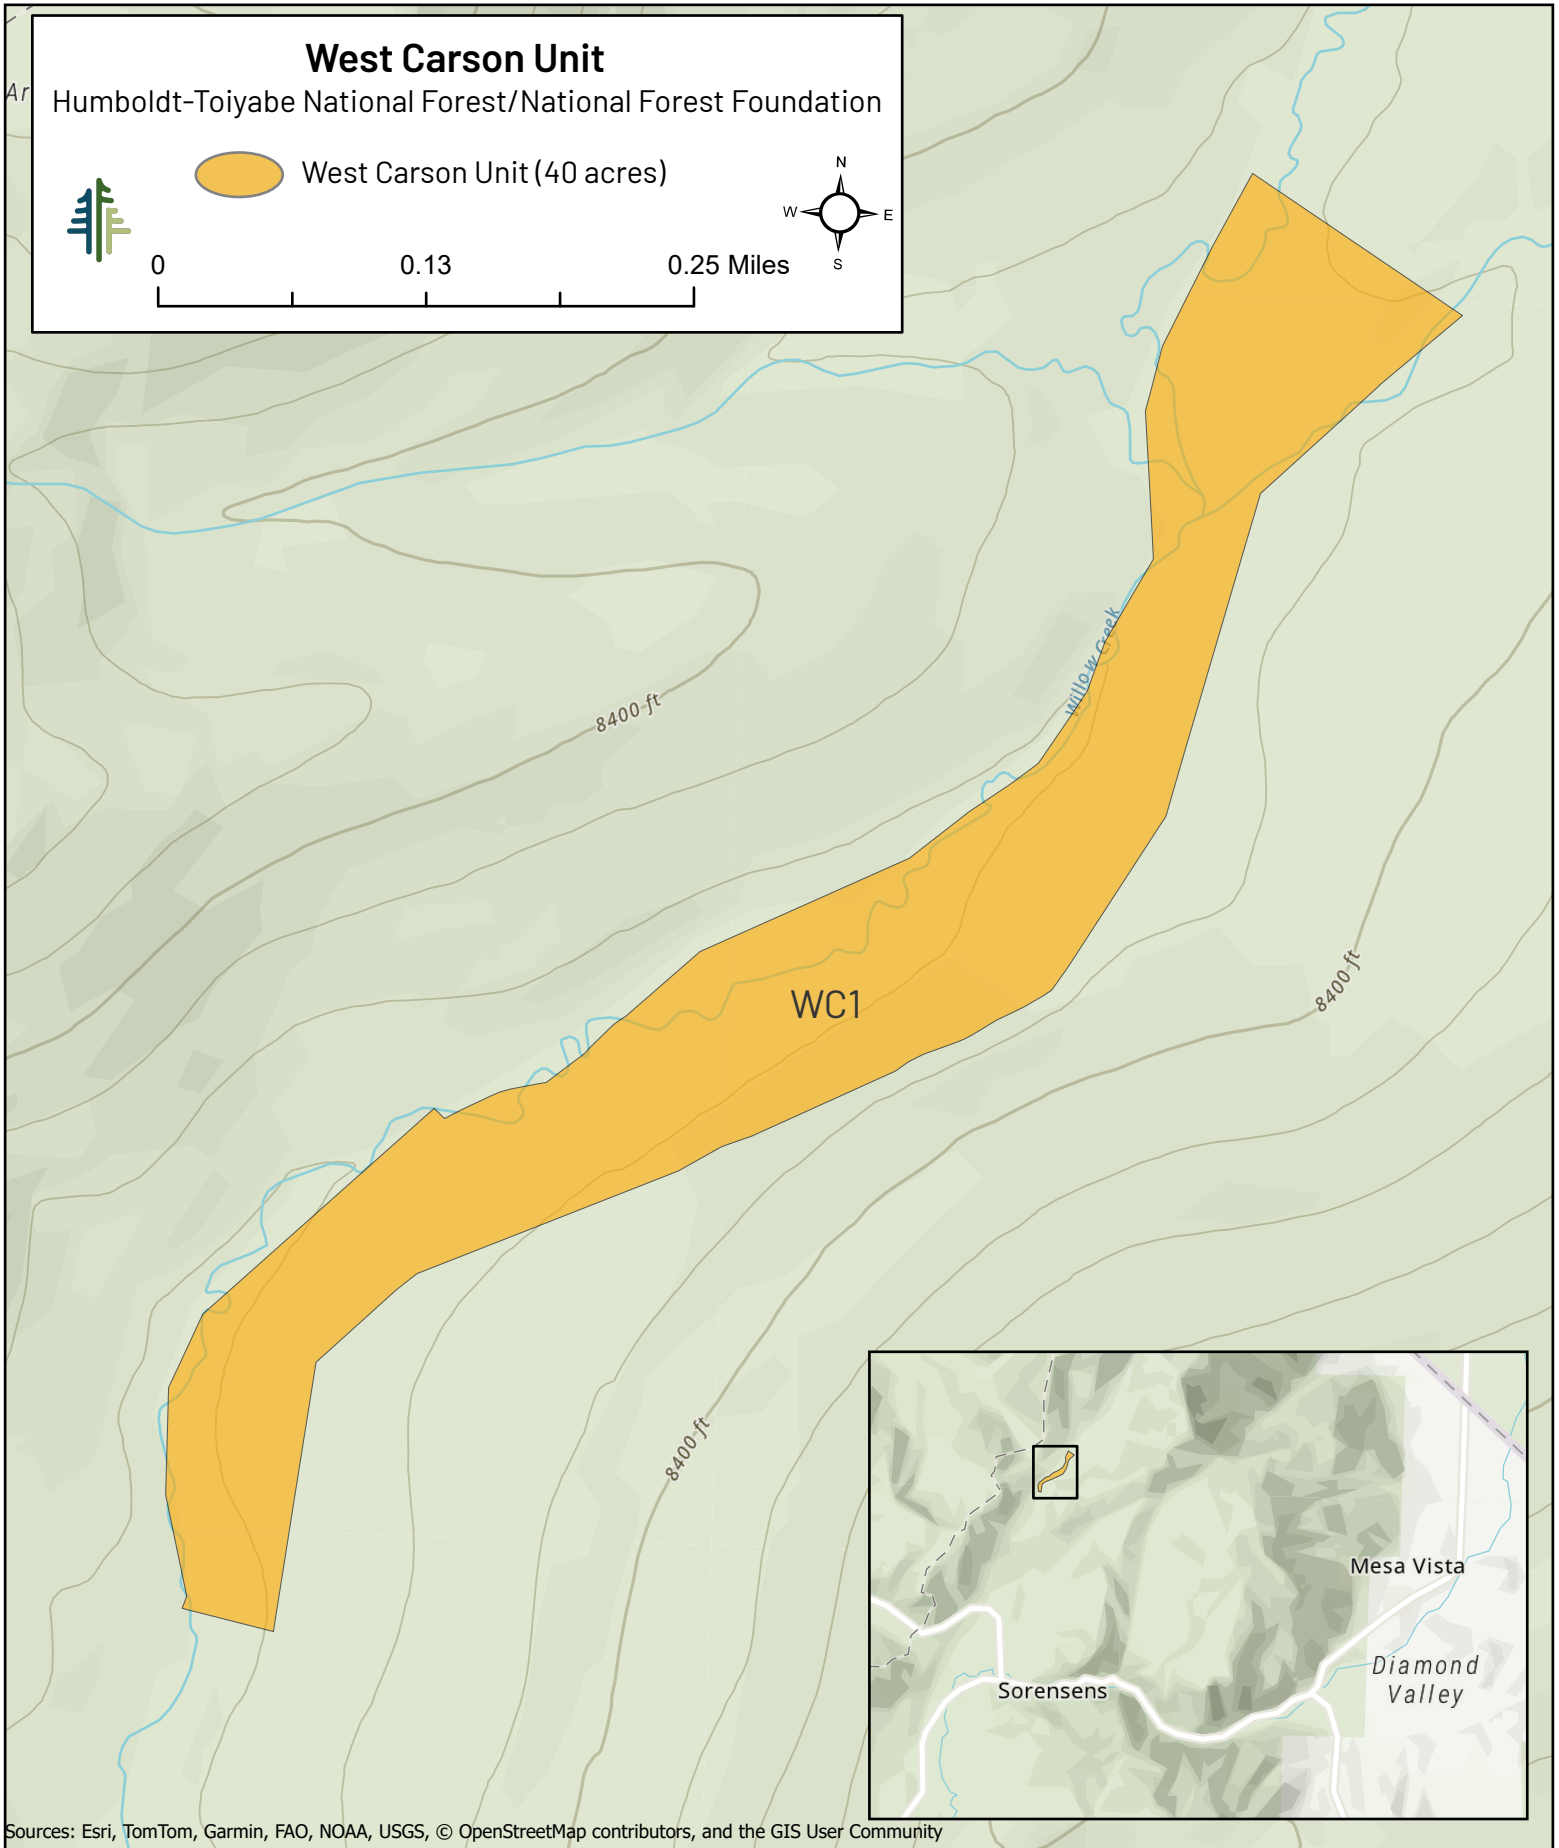 West Carson Unit
Humboldt-Toiyabe National Forest/National Forest Foundation
West Carson Unit (40 acres)
N
W E
S
0 0.13 0.25 Miles
Ar
Willow Creek
8400 ft
8400 ft
WC1
8400 ft
Mesa Vista
Diamond
Valley
Sorensens
Sources: Esri, TomTom, Garmin, FAO, NOAA, USGS, © OpenStreetMap contributors, and the GIS User Community